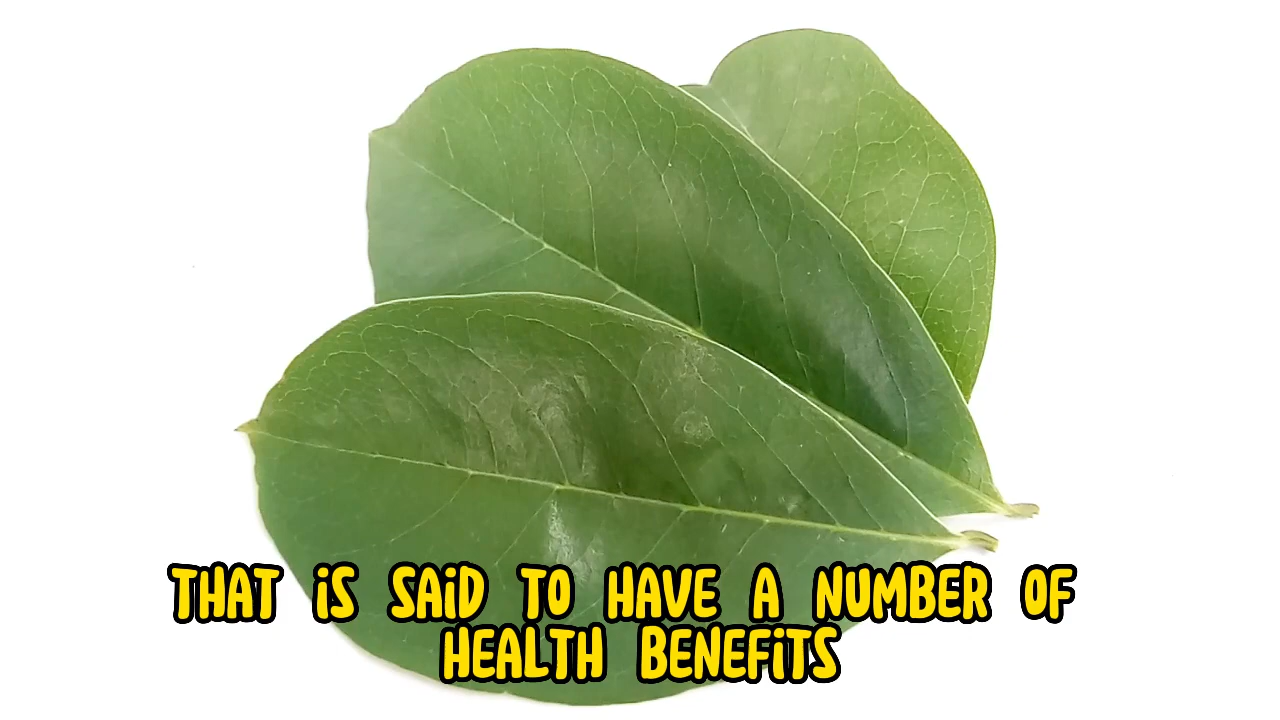 THAT IS SAID TO HAVE A NUMBER OF
HEALTH BENEFITS